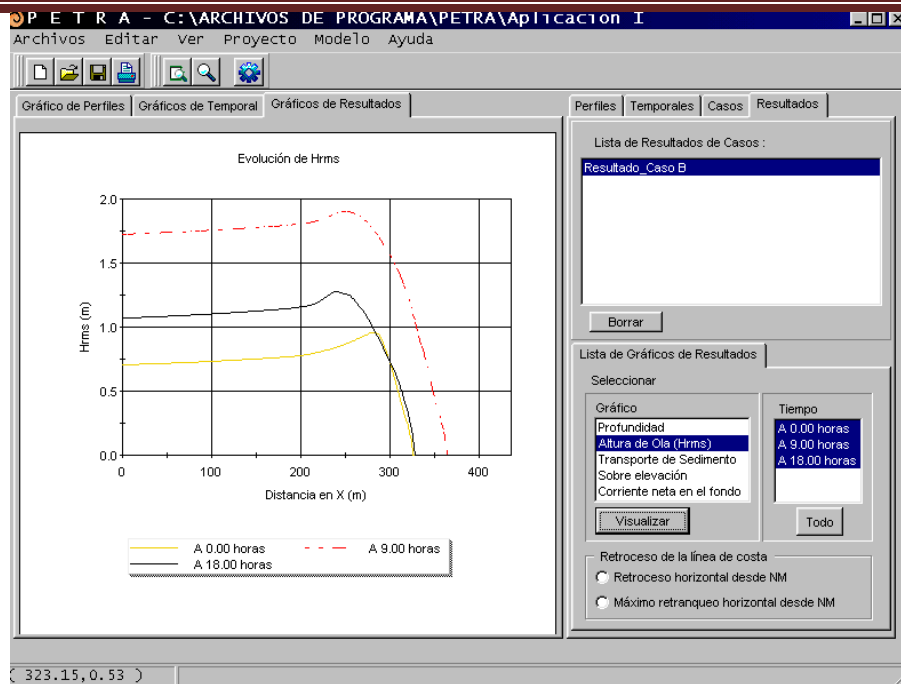 P E T R A - C:\ARCHIVOS DE PROGRAMA\PETRA\Aplicacion I
Archivos Editar Ver Proyecto Modelo Ayuda
Gráfico de Perfiles Gráficos de Temporal Gráficos de Resultados
Evolución de Hrms
2.0
1.5
1.0
0.5
0.0
Hrms (m)
0 100 200 300 400
Distancia en X (m)
A 0.00 horas A 9.00 horas
A 18.00 horas
Perfiles Temporales Casos Resultados
Lista de Resultados de Casos :
Resultado_Caso B
Borrar
Lista de Gráficos de Resultados
Seleccionar
Gráfico
Profundidad
Altura de Ola (Hrms)
Transporte de Sedimento
Sobre elevación
Corriente neta en el fondo
Visualizar
Tiempo
A 0.00 horas
A 9.00 horas
A 18.00 horas
Todo
Retroceso de la línea de costa
Retroceso horizontal desde NM
Máximo retranqueo horizontal desde NM
( 323.15,0.53 )